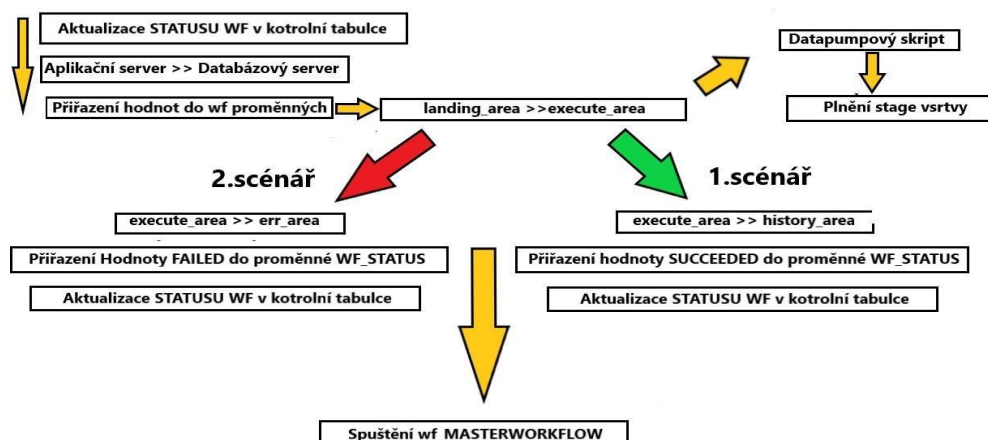 Aktualizace STATUSU WF v kotrolní tabulce
Aplikační server >> Databázový server
Přiřazení hodnot do wf proměnných
landing_area >>execute_area
Datapumpový skript
Plnění stage vsrtvy
2.scénář
execute_area >> err_area
Přiřazení Hodnoty FAILED do proměnné WF_STATUS
Aktualizace STATUSU WF v kotrolní tabulce
1.scénář
execute_area >> history_area
Přiřazení hodnoty SUCCEEDED do proměnné WF_STATUS
Aktualizace STATUSU WF v kotrolní tabulce
Spuštění wf_MASTERWORKFLOW